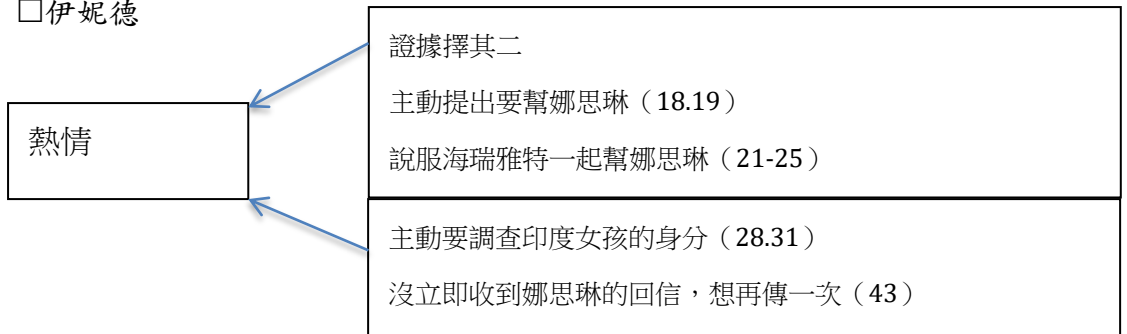 □伊妮德
熱情
證據擇其二
主動提出要幫娜思琳（18.19）
說服海瑞雅特一起幫娜思琳（21-25）
主動要調查印度女孩的身分（28.31）
沒立即收到娜思琳的回信，想再傳一次（43）